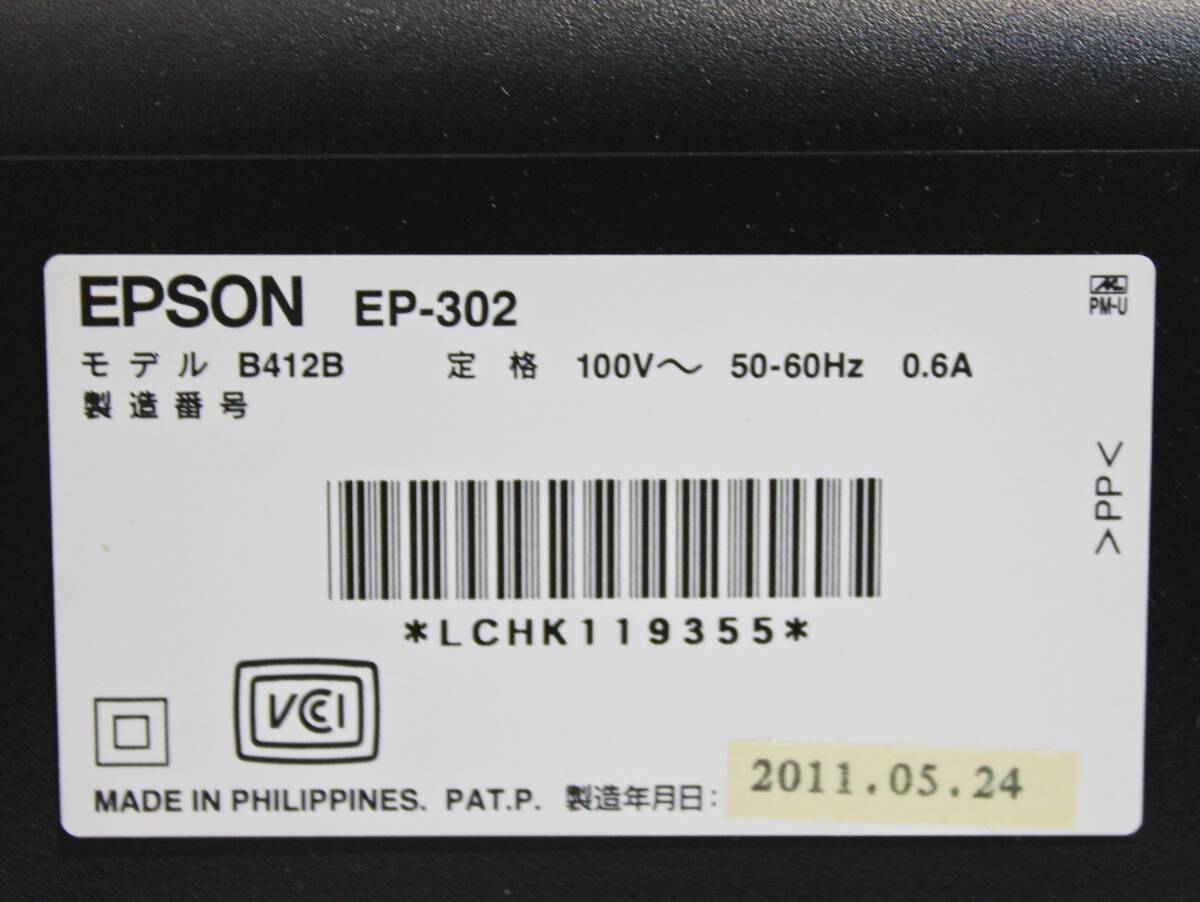 EPSON EP-302
PM-U
モデル B412B 定格 100V～ 50-60Hz 0.6A
製造番号
>PP<
*LCHK119355*
VCCI
MADE IN PHILIPPINES. PAT.P. 製造年月日: 2011.05.24